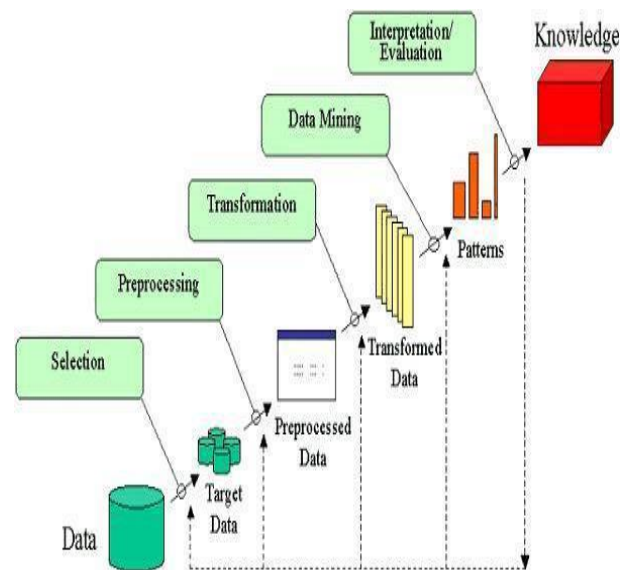 Interpretation/
Evaluation
Knowledge
Data Mining
Transformation
Patterns
Preprocessing
Transformed
Data
Selection
Preprocessed
Data
Target
Data
Data